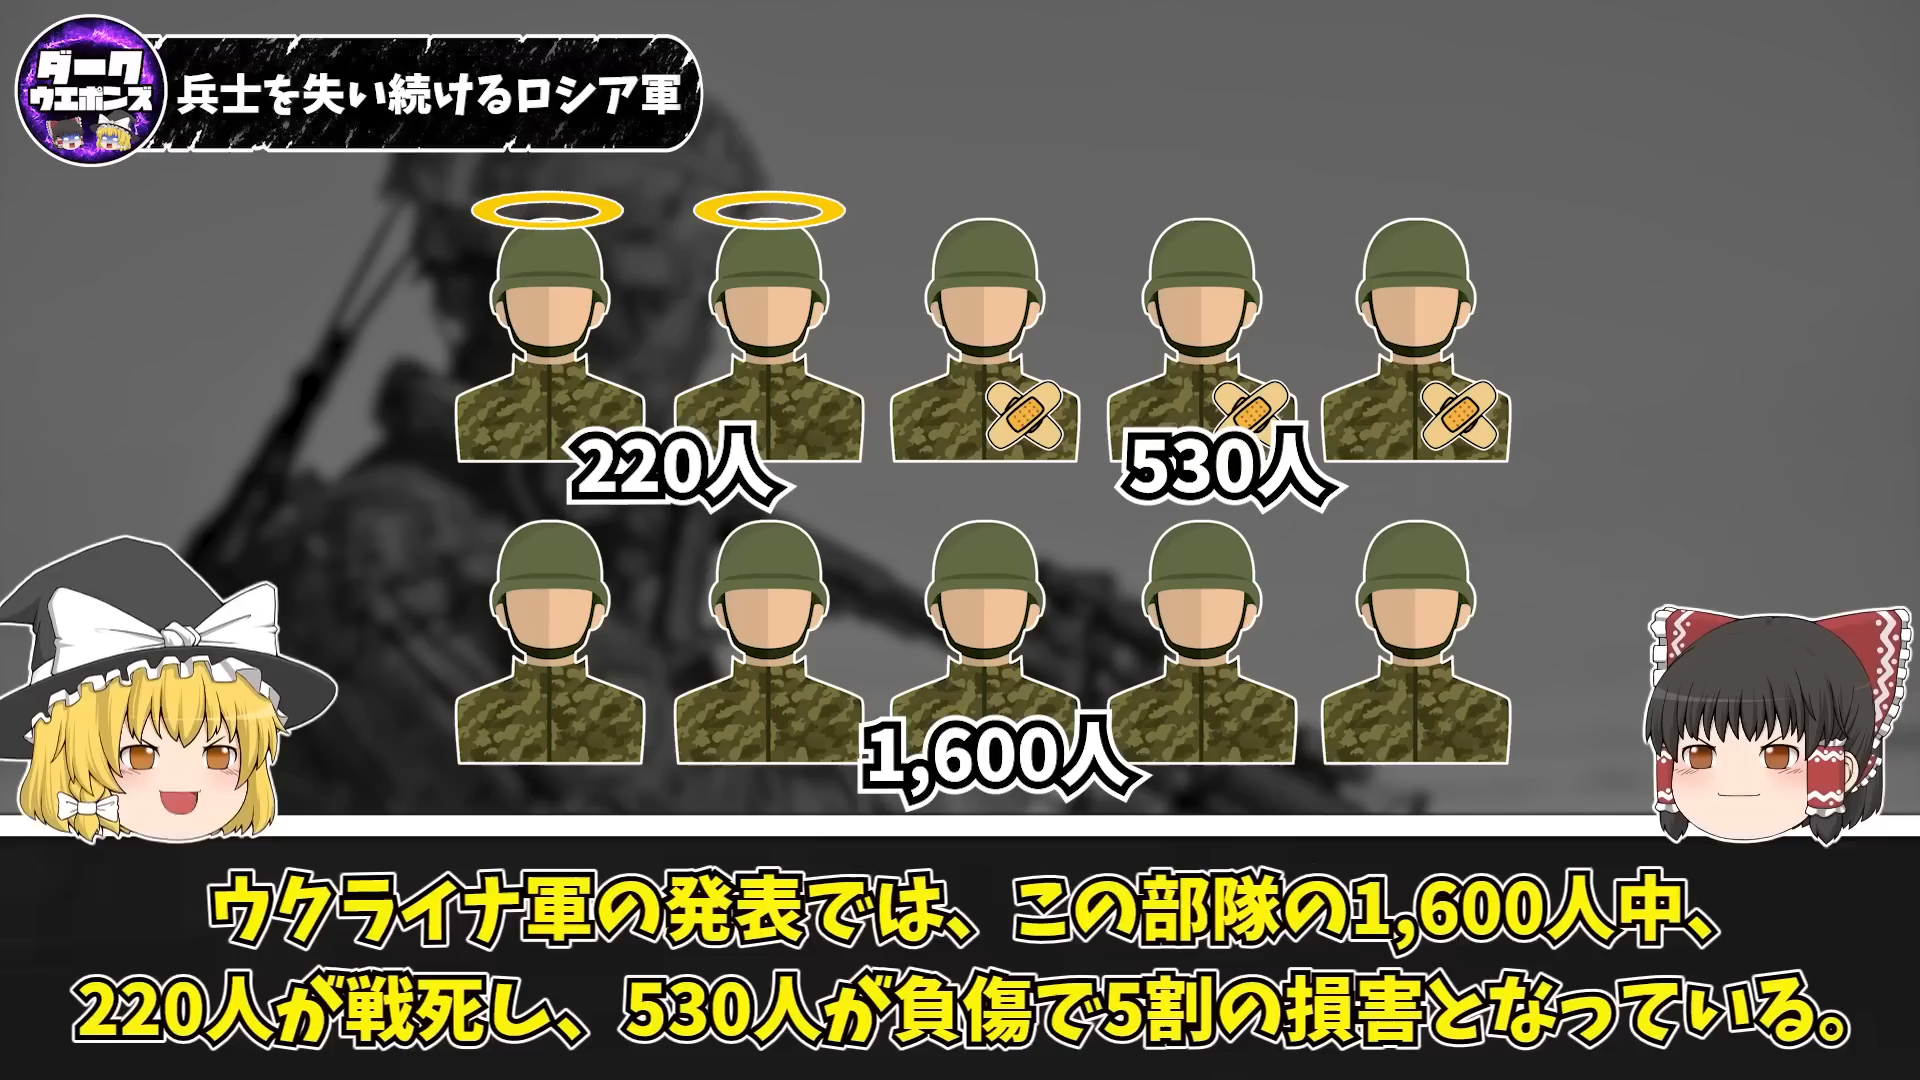 ダーク
ウエポンズ
兵士を失い続けるロシア軍
220人
530人
1,600人
ウクライナ軍の発表では、この部隊の1,600人中、
220人が戦死し、530人が負傷で5割の損害となっている。